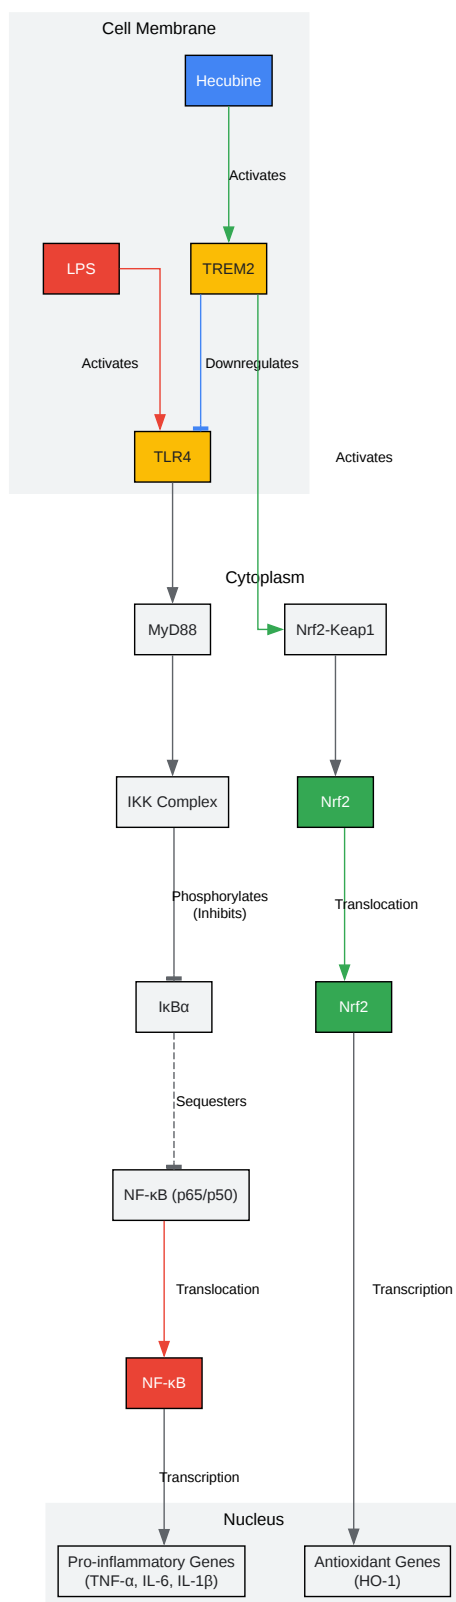 Cell Membrane
Hecubine
Activates
LPS
TREM2
Activates
Downregulates
TLR4
Activates
Cytoplasm
MyD88
Nrf2-Keap1
IKK Complex
Nrf2
Phosphorylates
(Inhibits)
Translocation
IκBα
Nrf2
Sequesters
NF-κB (p65/p50)
Translocation
Transcription
NF-κB
Transcription
Nucleus
Pro-inflammatory Genes
(TNF-α, IL-6, IL-1β)
Antioxidant Genes
(HO-1)